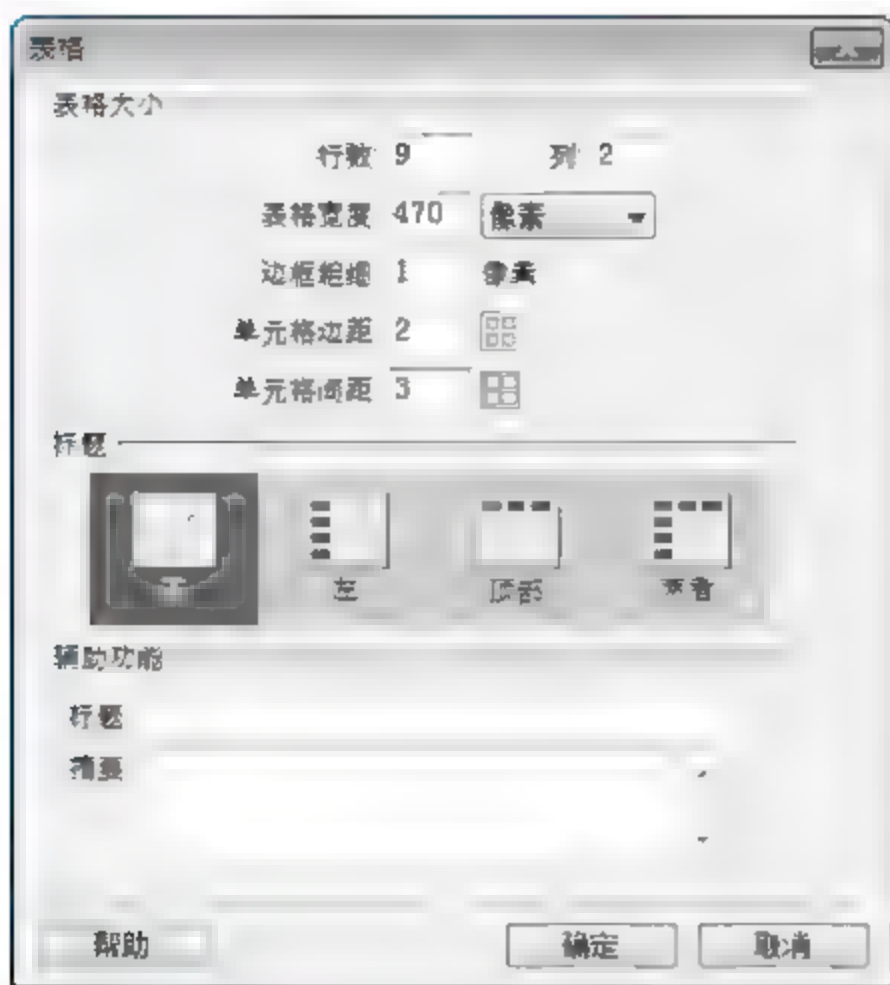 表格
表格大小
行数 9 列 2
表格宽度 470 像素
边框粗细 1 像素
单元格边距 2
单元格间距 3
标题
左 顶部 两者
辅助功能
标题
摘要
帮助 确定 取消